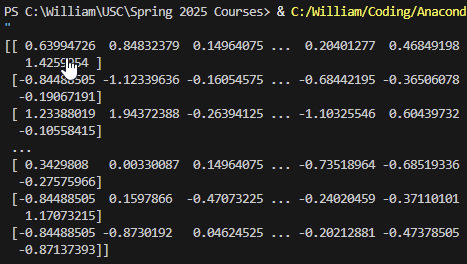 PS C:\William\USC\Spring 2025 Courses> & C:/William/Coding/Anacond
"
[[ 0.63994726 0.84832379 0.14964075 ... 0.20401277 0.46849198
[-0.84488505 -1.12339636 -0.16054575 ... -0.68442195 -0.36506078
-0.19067191]
[ 1.23388019 1.94372388 -0.26394125 ... -1.10325546 0.60439732
-0.10558415]
...
[ 0.3429808 0.00330087 0.14964075 ... -0.73518964 -0.68519336
-0.27575966]
[-0.84488505 0.1597866 -0.47073225 ... -0.24020459 -0.37110101
1.17073215]
[-0.84488505 -0.8730192 0.04624525 ... -0.20212881 -0.47378505
-0.87137393]]